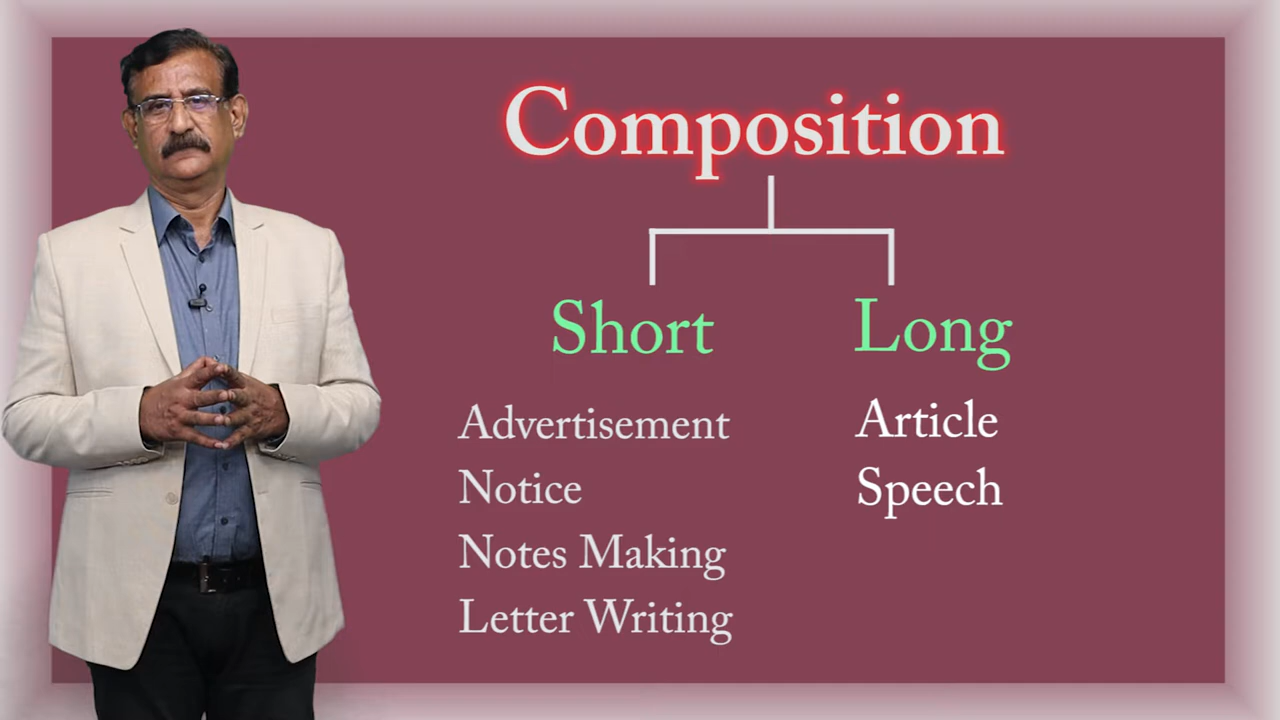 Composition
Short
Long
Advertisement
Notice
Notes Making
Letter Writing
Article
Speech